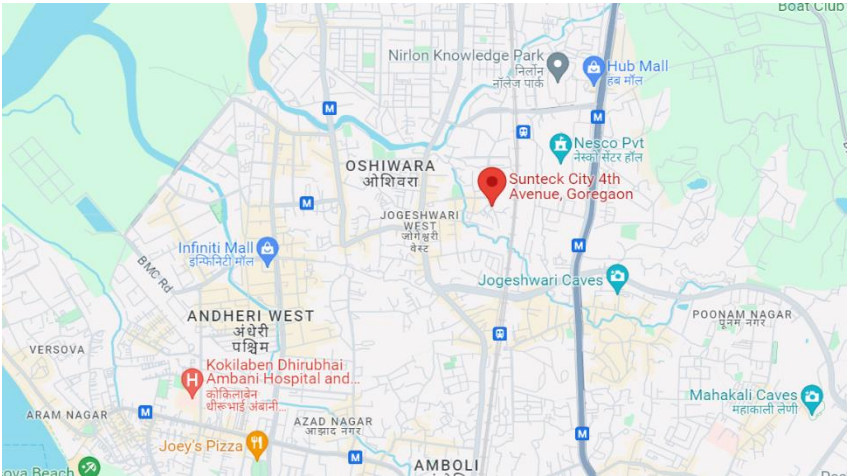 Boat Club
Nirlon Knowledge Park
निर्लॉन
नॉलेज पार्क
Hub Mall
हब मॉल
M
M
Nesco Pvt
नेस्को सेंटर हॉल
OSHIWARA
ओशिवरा
Sunteck City 4th
Avenue, Goregaon
M
JOGESHWARI
WEST
जोगेश्वरी
वेस्ट
Infiniti Mall
इन्फिनिटी मॉल
M
BMC Rd
Jogeshwari Caves
ANDHERI WEST
अंधेरी
पश्चिम
POONAM NAGAR
पूनम नगर
VERSOVA
Kokilaben Dhirubhai
Ambani Hospital and...
कोकिलाबेन
धीरूभाई अंबानी...
H
Mahakali Caves
महाकाली लेणी
ARAM NAGAR
M
AZAD NAGAR
आझाद नगर
M
Joey's Pizza
M
AMBOLI
ova Beach